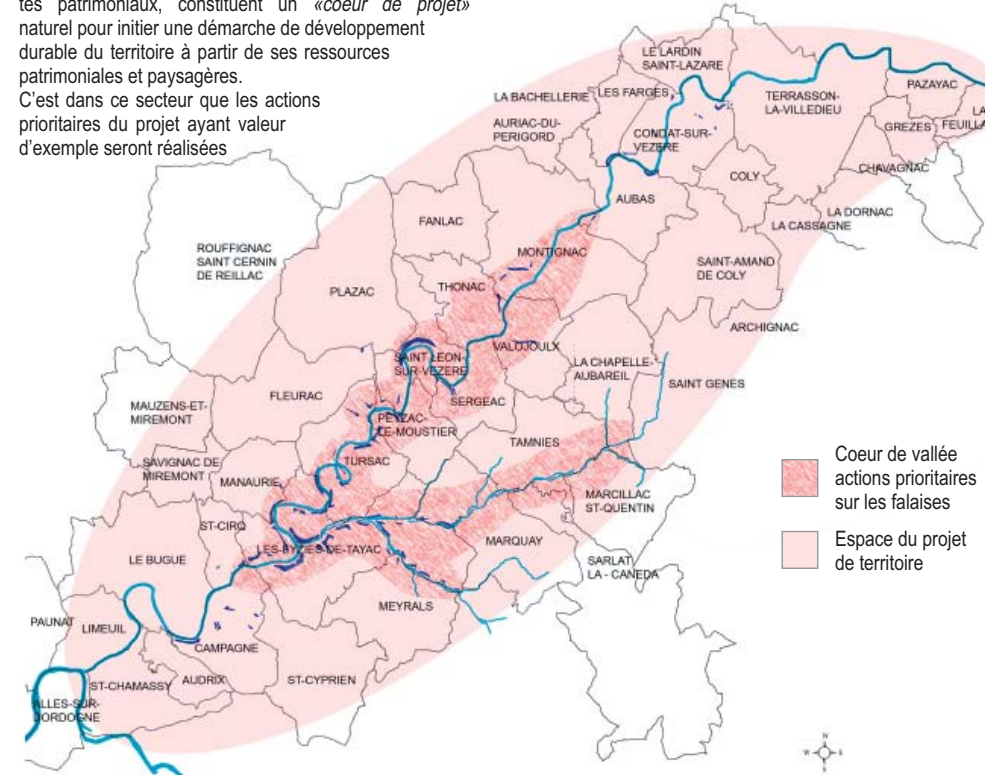 tés patrimoniaux, constituent un «coeur de projet»
naturel pour initier une démarche de développement
durable du territoire à partir de ses ressources
patrimoniales et paysagères.
C'est dans ce secteur que les actions
prioritaires du projet ayant valeur
d'exemple seront réalisées
LE LARDIN
SAINT-LAZARE
LA BACHELLERIE
LES FARGES
TERRASSON-
LA-VILLEDIEU
PAZAYAC
LA
FEUILLA
GREZES
AURIAC-DU-
PERIGORD
CONDAT-SUR-
VEZERE
CHAVAGNAC
COLY
AUBAS
LA DORNAC
LA CASSAGNE
FANLAC
ROUFFIGNAC
SAINT CERNIN
DE REILLAC
MONTIGNAC
SAINT-AMAND
DE COLY
PLAZAC
THONAC
ARCHIGNAC
VALOJOULX
SAINT LEON-
SUR-VEZERE
LA CHAPELLE-
AUBAREIL
SAINT GENES
FLEURAC
SERGEAC
MAUZENS-ET-
MIREMONT
PEYZAC-
LE-MOUSTIER
TAMNIES
TURSAC
SAVIGNAC DE
MIREMONT
MANAURIE
MARCILLAC
ST-QUENTIN
ST-CIRQ
LES-EYZIES-DE-TAYAC
MARQUAY
LE BUGUE
SARLAT
LA - CANEDA
MEYRALS
PAUNAT
LIMEUIL
CAMPAGNE
ST-CHAMASSY
AUDRIX
ST-CYPRIEN
ALLES-SUR-
DORDOGNE
Coeur de vallée
actions prioritaires
sur les falaises
Espace du projet
de territoire
N
W
E
S